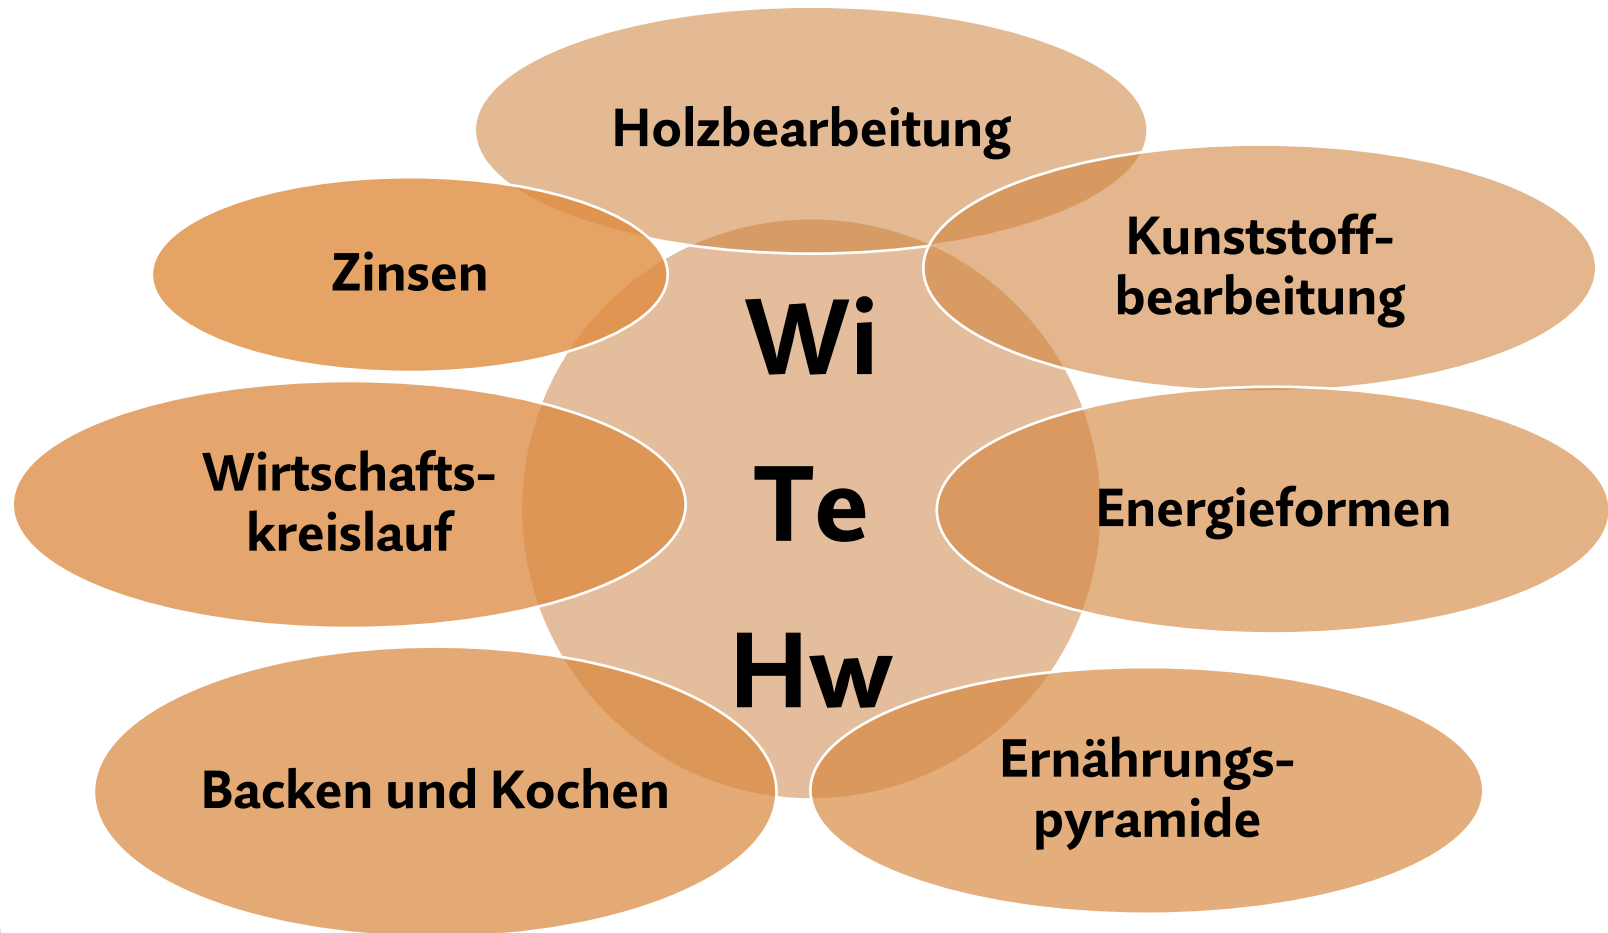 Holzbearbeitung
Kunststoff-
bearbeitung
Zinsen
Wi
Te
Hw
Wirtschafts-
kreislauf
Energieformen
Backen und Kochen
Ernährungs-
pyramide